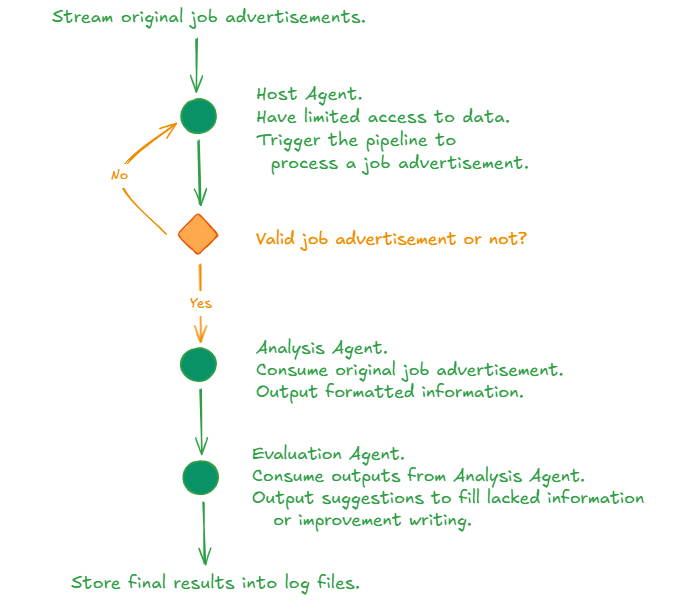 Stream original job advertisements.
Host Agent.
Have limited access to data.
Trigger the pipeline to
process a job advertisement.
No
Valid job advertisement or not?
Yes
Analysis Agent.
Consume original job advertisement.
Output formatted information.
Evaluation Agent.
Consume outputs from Analysis Agent.
Output suggestions to fill lacked information
or improvement writing.
Store final results into log files.